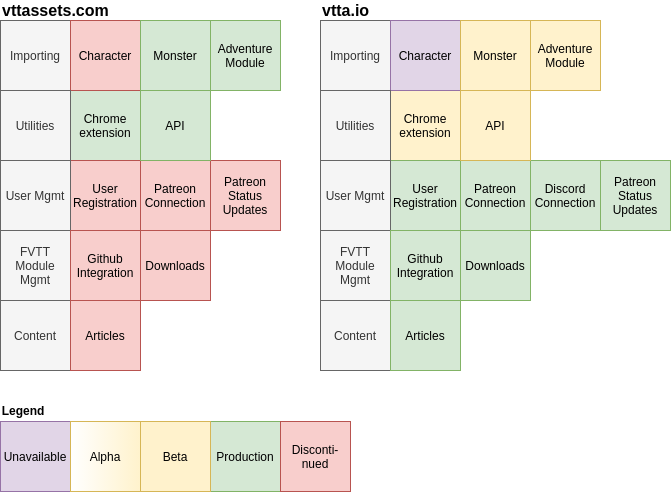 vttassets.com
Importing
Character
Monster
Adventure
Module
Utilities
Chrome
extension
API
User Mgmt
User
Registration
Patreon
Connection
Patreon
Status
Updates
FVTT
Module
Mgmt
Github
Integration
Downloads
Content
Articles
vtta.io
Importing
Character
Monster
Adventure
Module
Utilities
Chrome
extension
API
User Mgmt
User
Registration
Patreon
Connection
Discord
Connection
Patreon
Status
Updates
FVTT
Module
Mgmt
Github
Integration
Downloads
Content
Articles
Legend
Unavailable
Alpha
Beta
Production
Disconti-
nued